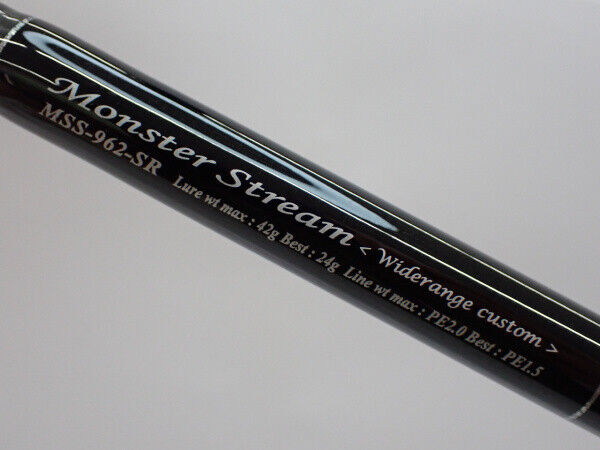 Monster Stream < Widerange custom >
MSS-962-SR Lure wt max : 42g Best : 24g Line wt max : PE2.0 Best : PE1.5